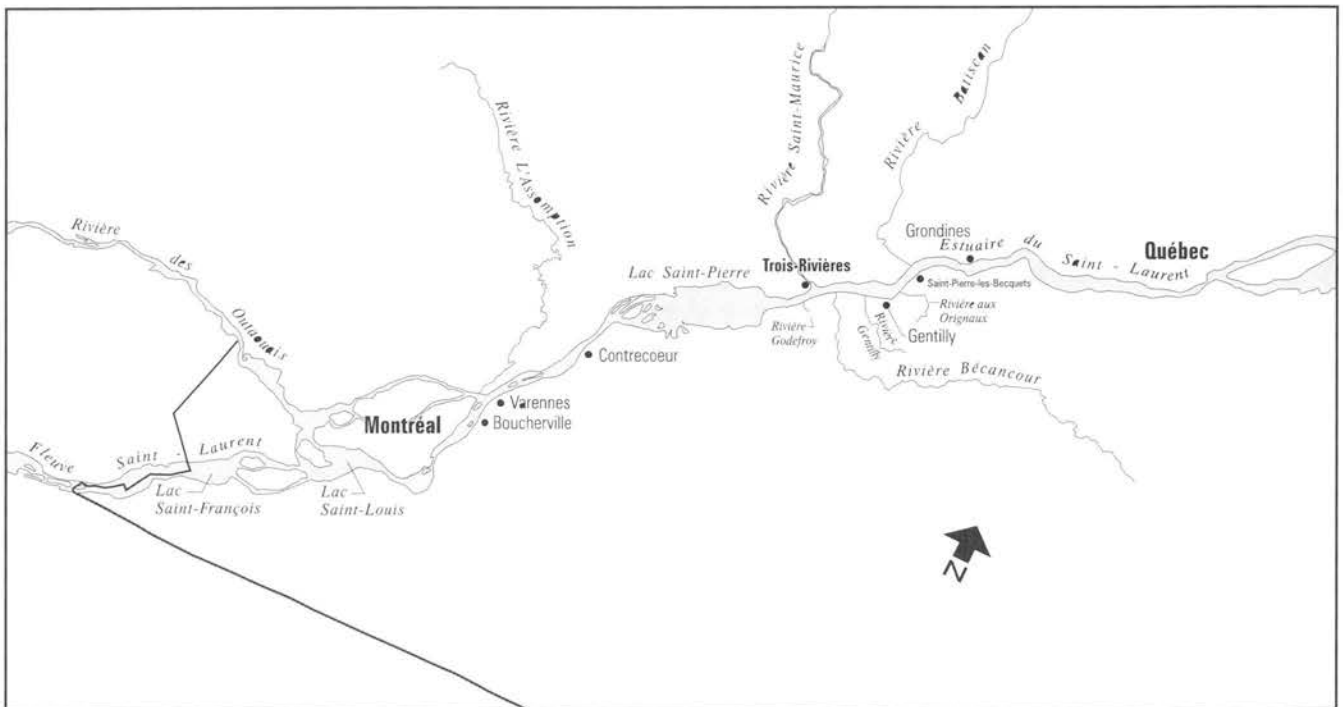 Rivière Saint-Maurice
Rivière Batiscan
Rivière L'Assomption
Rivière des Outaouais
Grondines
Estuaire du Saint-Laurent
Québec
Lac Saint-Pierre
Trois-Rivières
Saint-Pierre-les-Becquets
Rivière aux
Orignaux
Rivière
Godefroy
Rivière
Gentilly
Gentilly
Contrecoeur
Rivière Bécancour
Varennes
Montréal
Boucherville
Fleuve Saint-Laurent
Lac
Saint-François
Lac
Saint-Louis
N